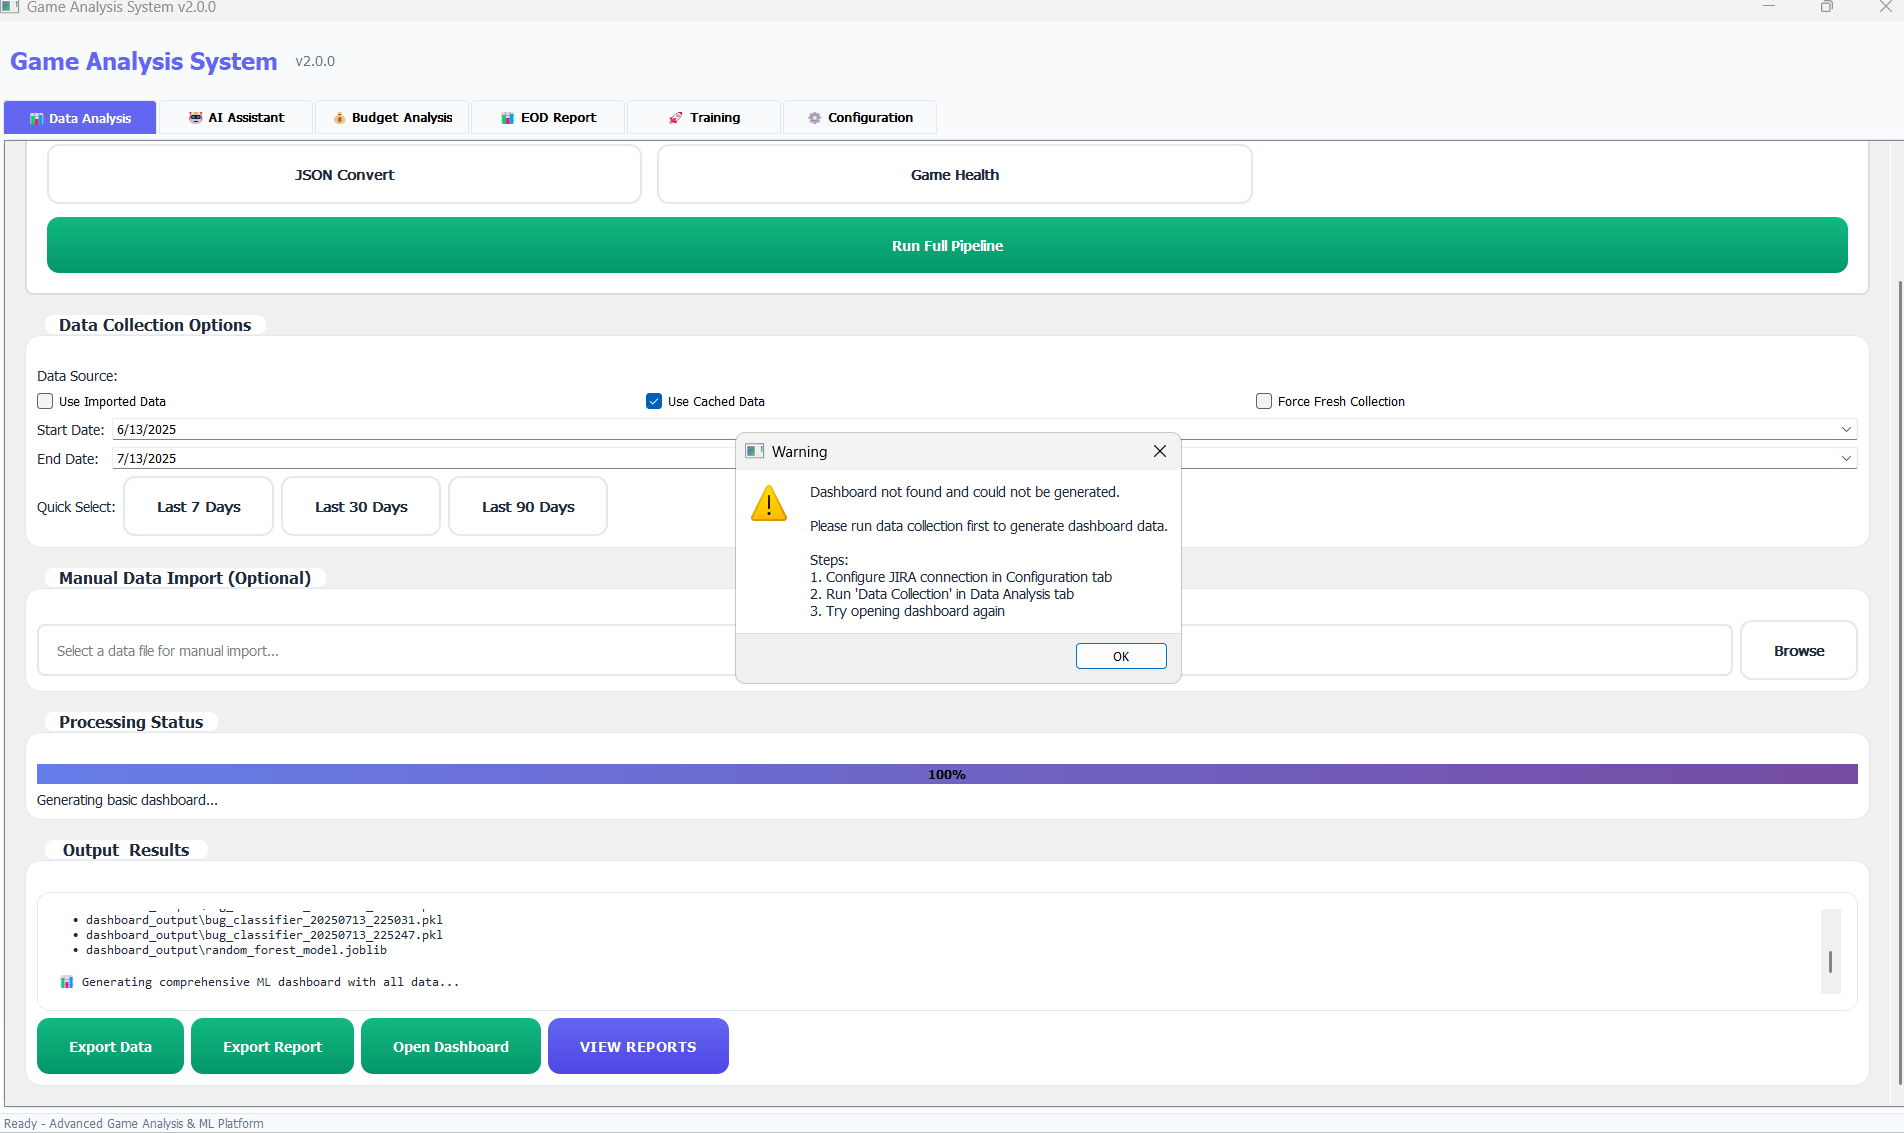 Game Analysis System v2.0.0
Game Analysis System v2.0.0
Data Analysis
AI Assistant
Budget Analysis
EOD Report
Training
Configuration
JSON Convert
Game Health
Run Full Pipeline
Data Collection Options
Data Source:
Use Imported Data
Use Cached Data
Force Fresh Collection
Start Date: 6/13/2025
End Date: 7/13/2025
Quick Select:
Last 7 Days
Last 30 Days
Last 90 Days
Warning
Dashboard not found and could not be generated.
Please run data collection first to generate dashboard data.
Steps:
1. Configure JIRA connection in Configuration tab
2. Run 'Data Collection' in Data Analysis tab
3. Try opening dashboard again
OK
Manual Data Import (Optional)
Select a data file for manual import...
Browse
Processing Status
100%
Generating basic dashboard...
Output  Results
• dashboard_output\bug_classifier_20250713_225031.pkl
• dashboard_output\bug_classifier_20250713_225247.pkl
• dashboard_output\random_forest_model.joblib
Generating comprehensive ML dashboard with all data...
Export Data
Export Report
Open Dashboard
VIEW REPORTS
Ready - Advanced Game Analysis & ML Platform